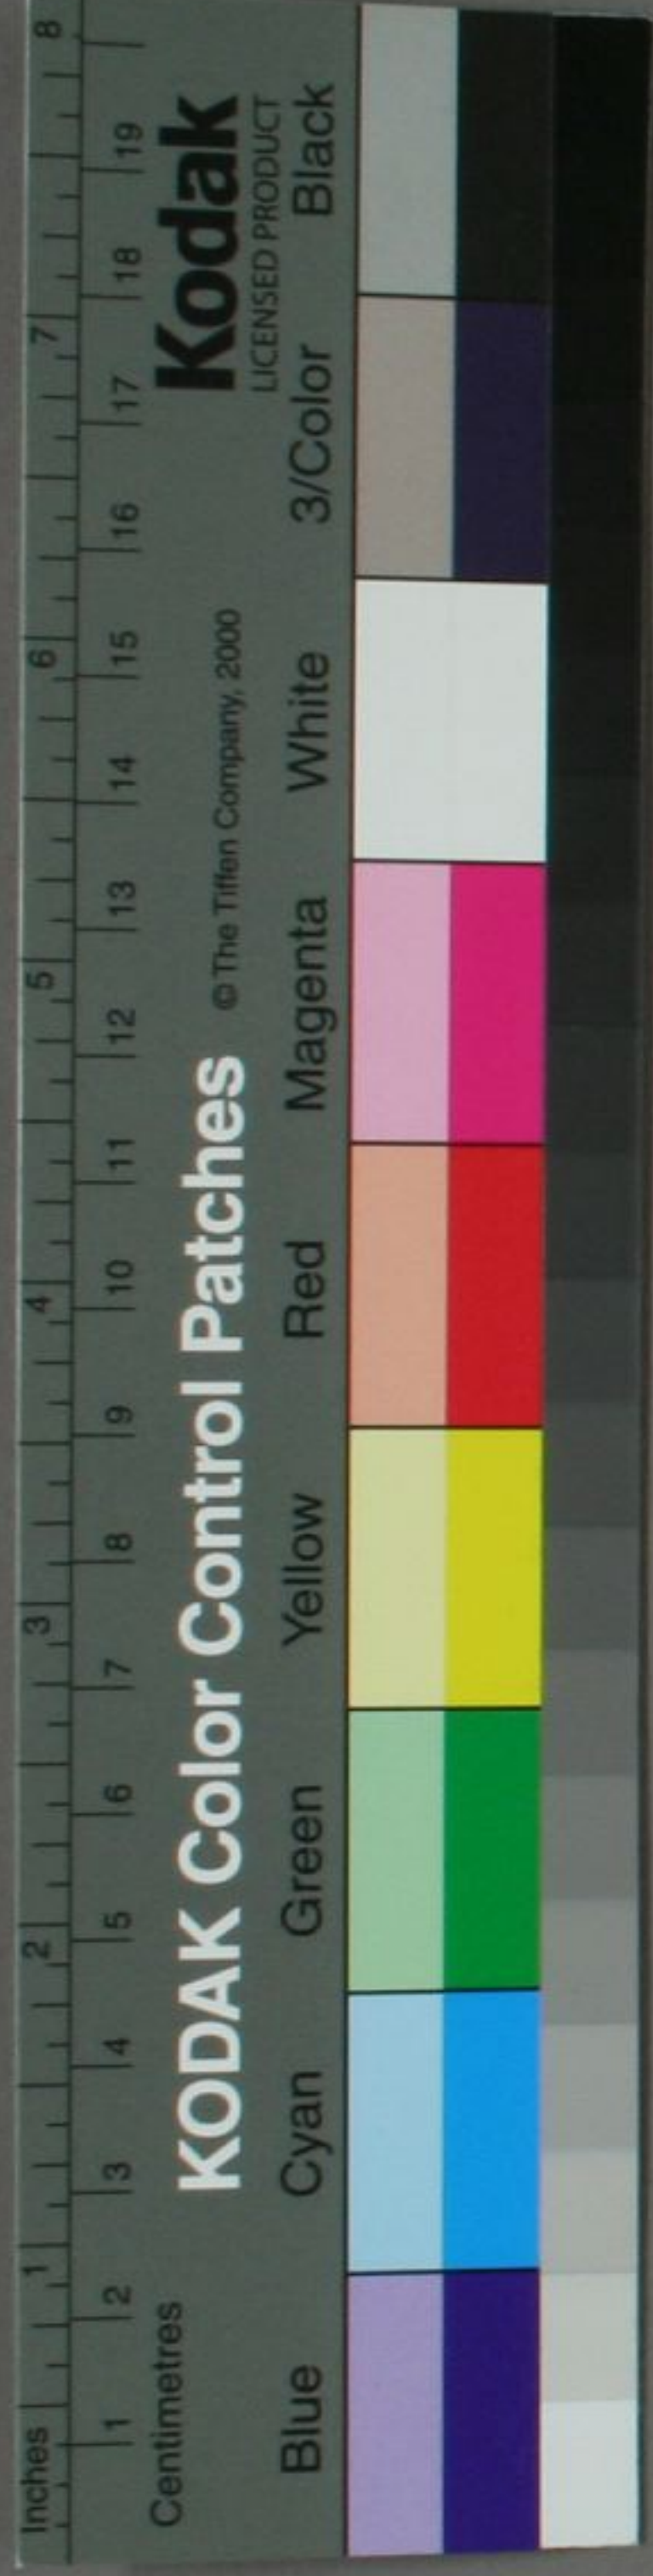 Inches 1 2 3 4 5 6 7 8
1 2 3 4 5 6 7 8 9 10 11 12 13 14 15 16 17 18 19
Centimetres
KODAK Color Control Patches © The Tiffen Company, 2000 Kodak
LICENSED PRODUCT
Blue Cyan Green Yellow Red Magenta White 3/Color Black